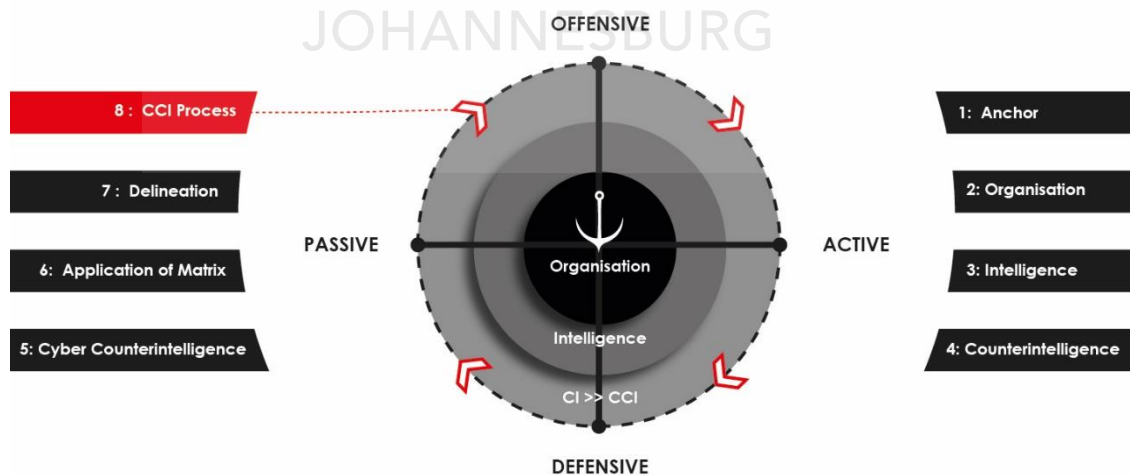 JOHANNESBURG
OFFENSIVE
8 : CCI Process
7 : Delineation
6: Application of Matrix
5: Cyber Counterintelligence
PASSIVE
Organisation
Intelligence
CI >> CCI
ACTIVE
1: Anchor
2: Organisation
3: Intelligence
4: Counterintelligence
DEFENSIVE